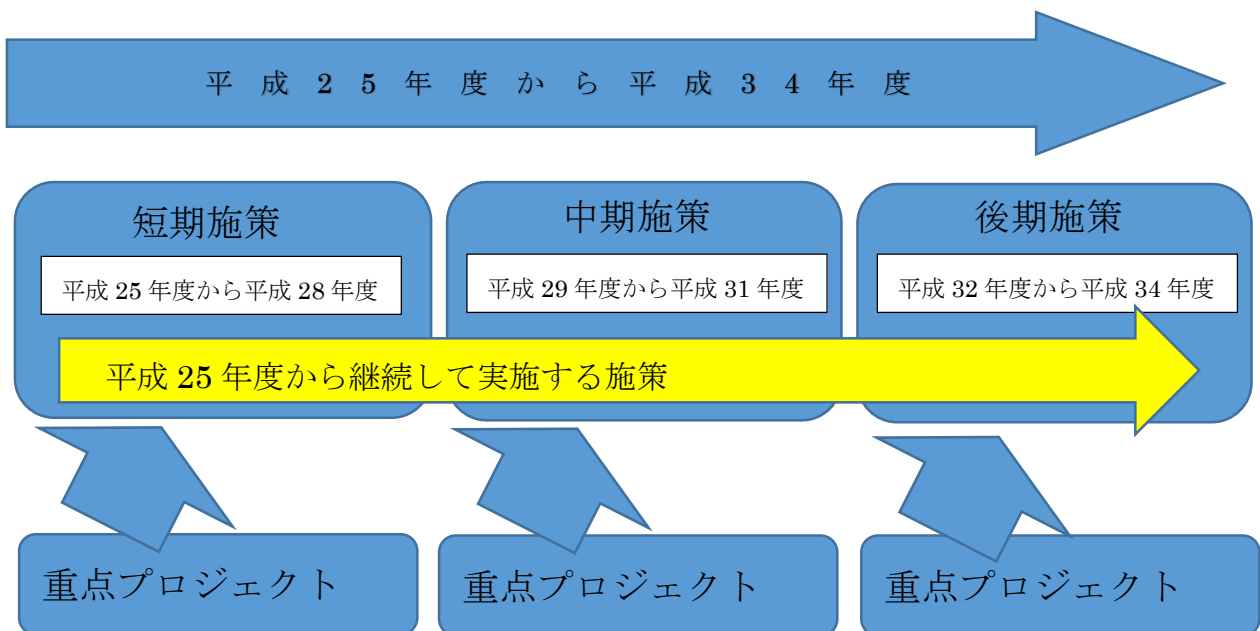 平成25年度から平成34年度
短期施策
中期施策
後期施策
平成 25 年度から平成 28 年度
平成 29 年度から平成 31 年度
平成 32 年度から平成 34 年度
平成 25 年度から継続して実施する施策
重点プロジェクト
重点プロジェクト
重点プロジェクト